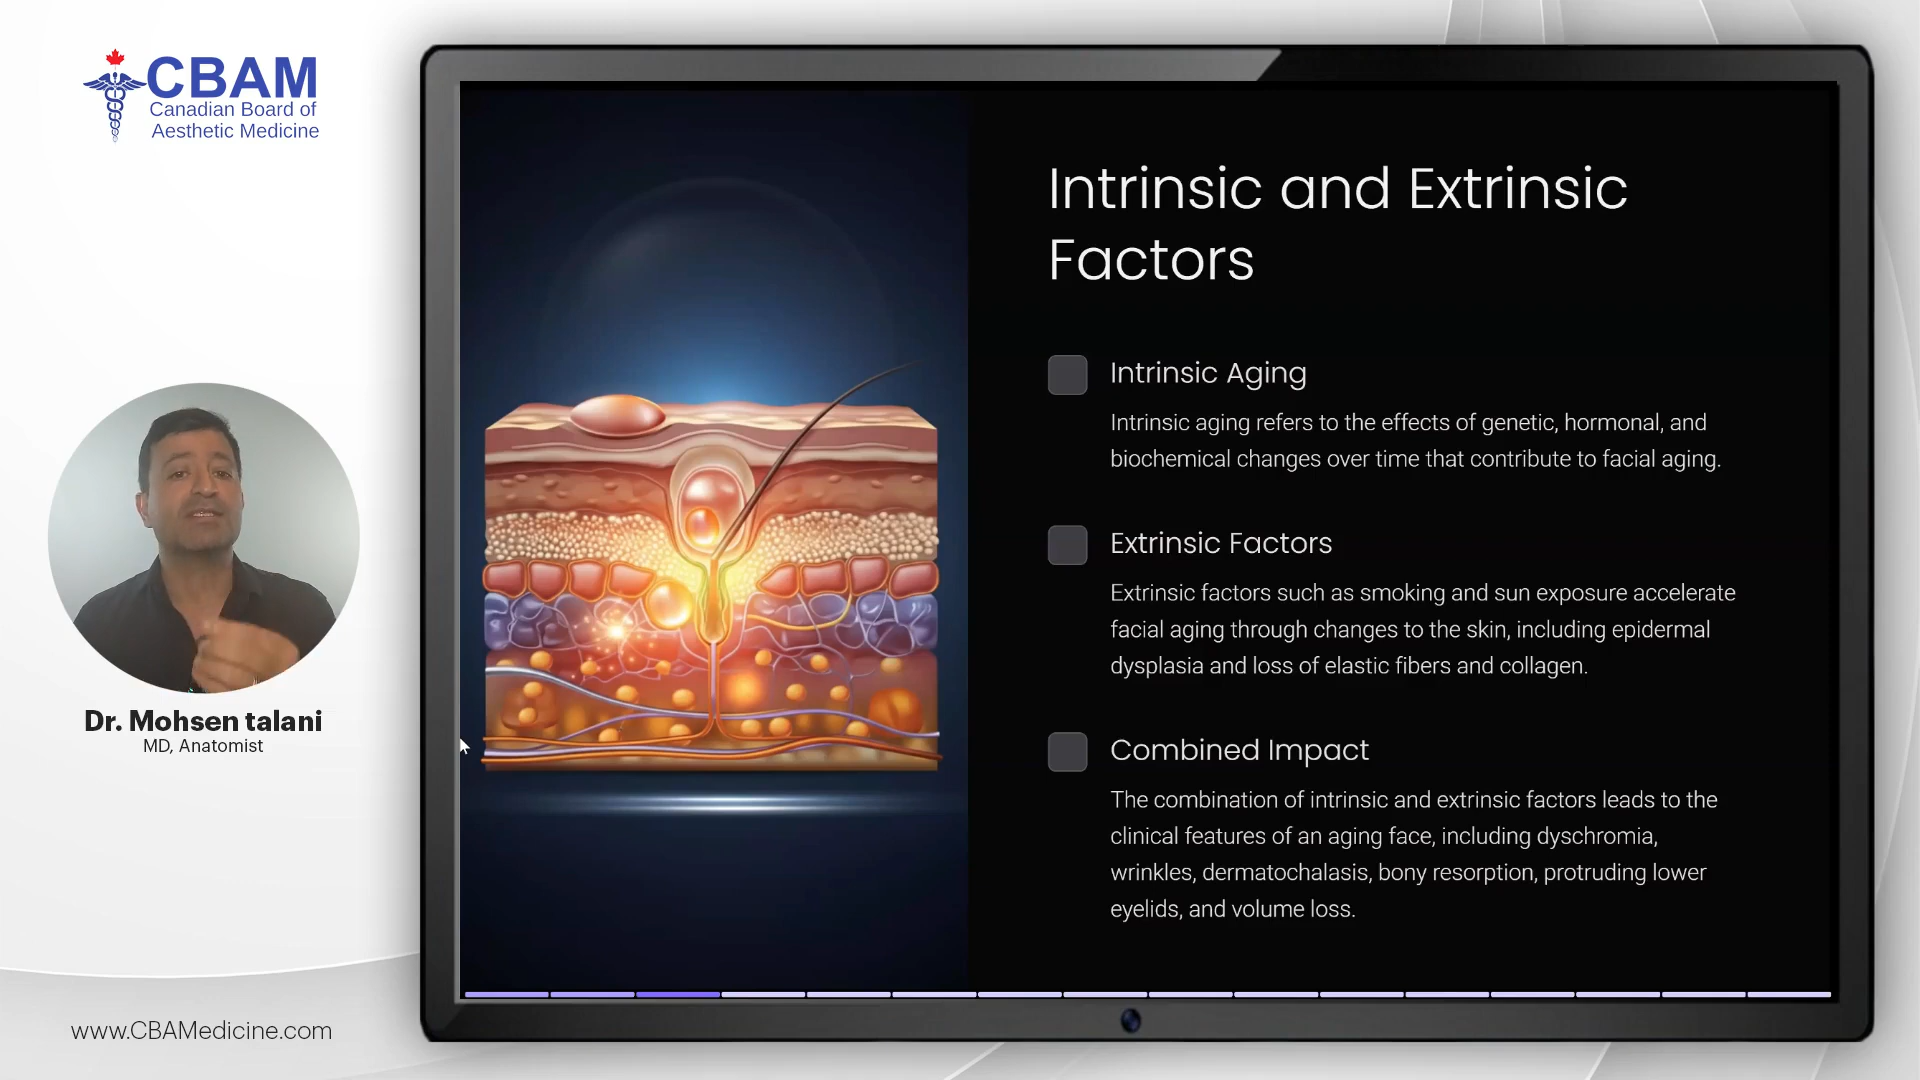 CBAM
Canadian Board of
Aesthetic Medicine
Dr. Mohsen talani
MD, Anatomist
www.CBAMedicine.com
Intrinsic and Extrinsic
Factors
Intrinsic Aging
Intrinsic aging refers to the effects of genetic, hormonal, and
biochemical changes over time that contribute to facial aging.
Extrinsic Factors
Extrinsic factors such as smoking and sun exposure accelerate
facial aging through changes to the skin, including epidermal
dysplasia and loss of elastic fibers and collagen.
Combined Impact
The combination of intrinsic and extrinsic factors leads to the
clinical features of an aging face, including dyschromia,
wrinkles, dermatochalasis, bony resorption, protruding lower
eyelids, and volume loss.